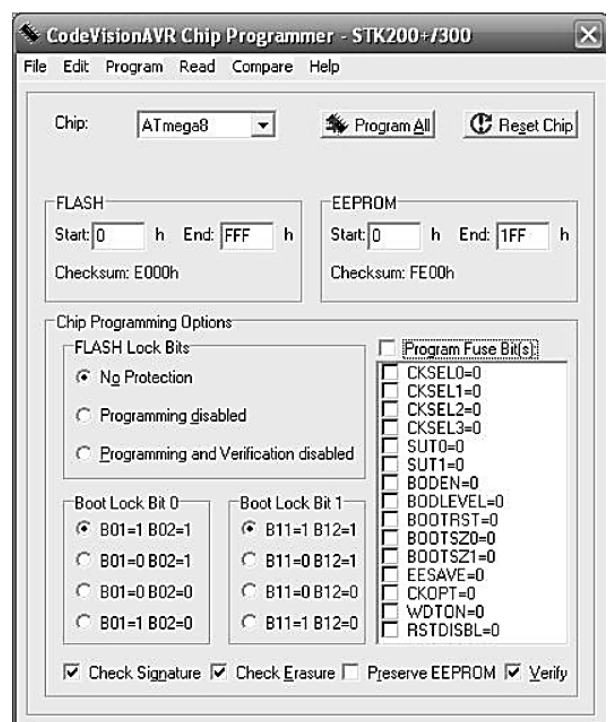 CodeVisionAVR Chip Programmer - STK200+/300
File Edit Program Read Compare Help
Chip: ATmega8 Program All Reset Chip
FLASH
Start: 0 h End: FFF h
Checksum: E000h
EEPROM
Start: 0 h End: 1FF h
Checksum: FE00h
Chip Programming Options
FLASH Lock Bits
No Protection
Programming disabled
Programming and Verification disabled
Boot Lock Bit 0
B01=1 B02=1
B01=0 B02=1
B01=0 B02=0
B01=1 B02=0
Boot Lock Bit 1
B11=1 B12=1
B11=0 B12=1
B11=0 B12=0
B11=1 B12=0
Program Fuse Bit(s):
CKSEL0=0
CKSEL1=0
CKSEL2=0
CKSEL3=0
SUT0=0
SUT1=0
BODEN=0
BODLEVEL=0
BOOTRST=0
BOOTSZ0=0
BOOTSZ1=0
EESAVE=0
CKOPT=0
WDTON=0
RSTDISBL=0
Check Signature Check Erasure Preserve EEPROM Verify